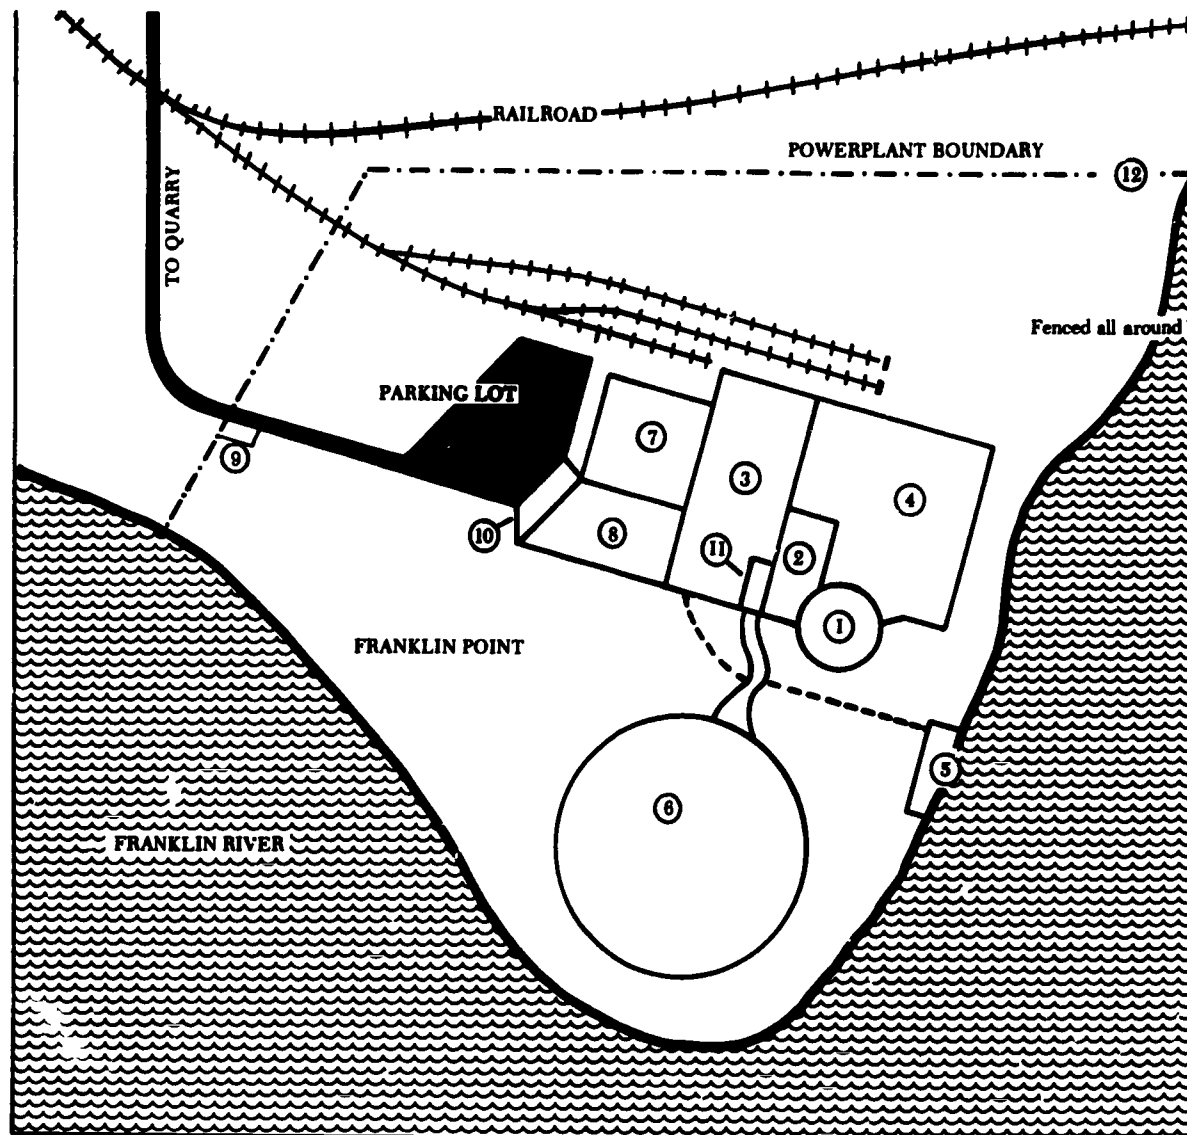 RAILROAD
POWERPLANT BOUNDARY
12
TO QUARRY
Fenced all around
PARKING LOT
7
3
9
4
10
8
11
2
1
FRANKLIN POINT
5
6
FRANKLIN RIVER